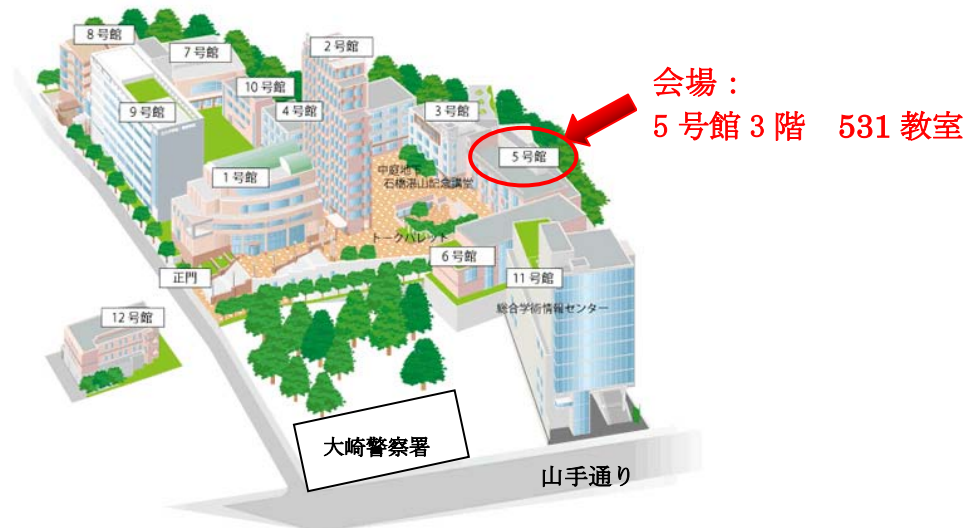 8号館
7号館
2号館
10号館
4号館
9号館
3号館
会場：
5号館3階　531教室
5号館
中庭地下
石橋湛山記念講堂
1号館
トークパレット
6号館
正門
11号館
総合学術情報センター
12号館
大崎警察署
山手通り